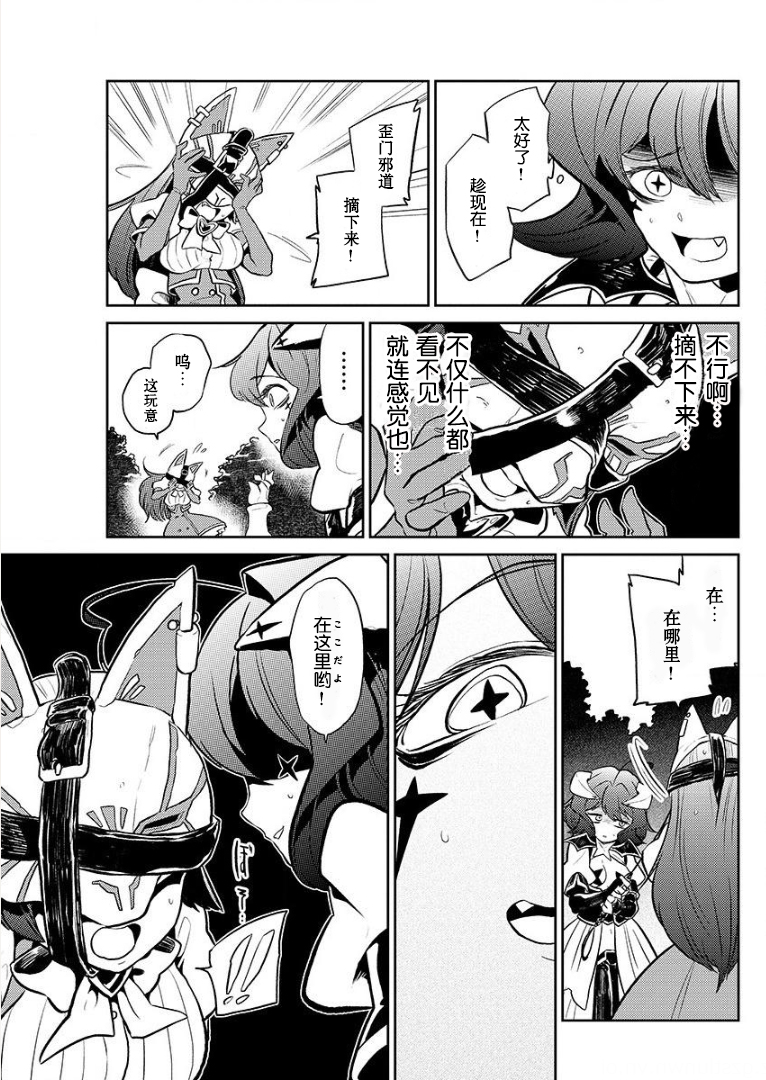 太好了！
趁现在！
歪门邪道
摘下来！
不行啊…
摘不下来…
不仅什么都
看不见
就连感觉也…
……
呜…
这玩意
在…
在哪里！
在这里哟！
ここだよ
ぼそ
!!